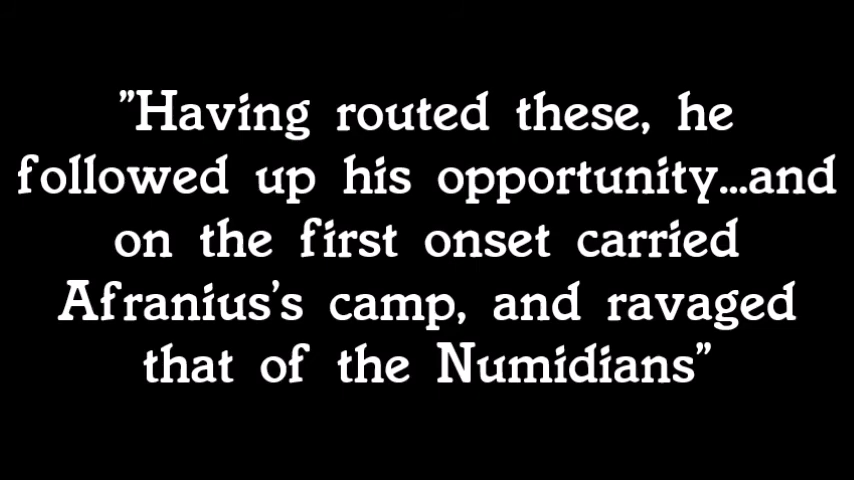 "Having routed these, he
followed up his opportunity...and
on the first onset carried
Afranius's camp, and ravaged
that of the Numidians"